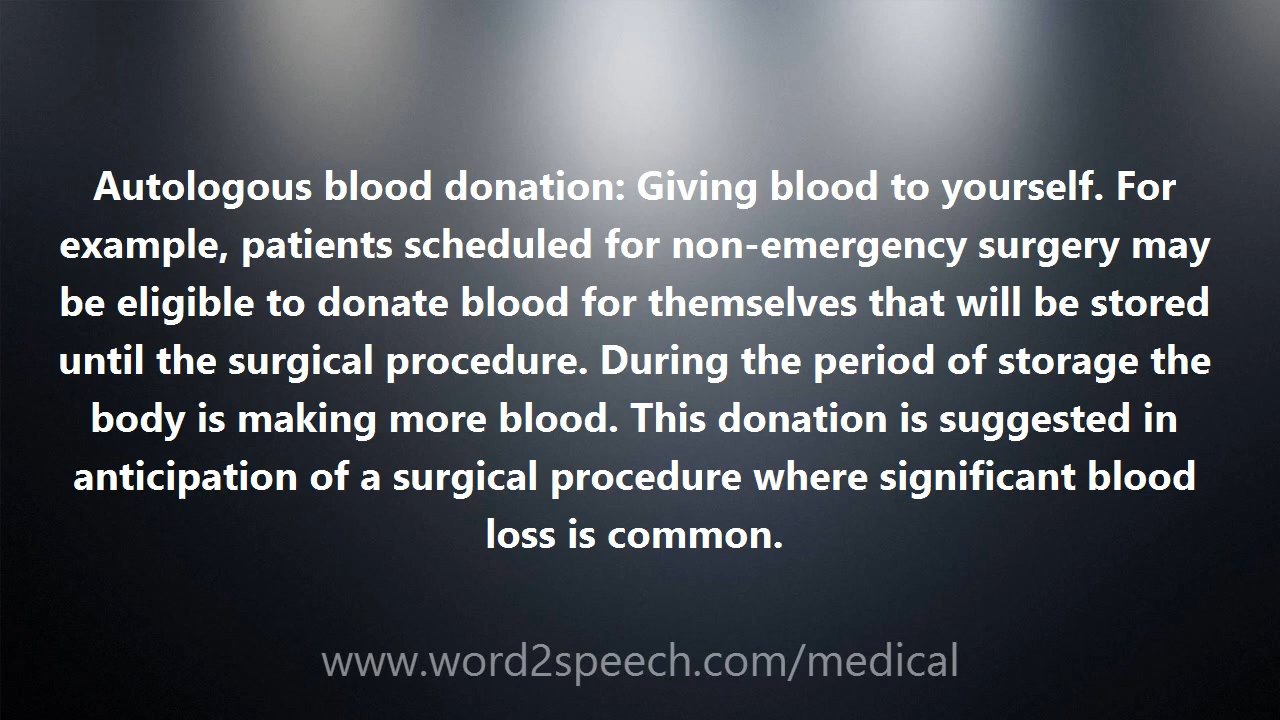 Autologous blood donation: Giving blood to yourself. For
example, patients scheduled for non-emergency surgery may
be eligible to donate blood for themselves that will be stored
until the surgical procedure. During the period of storage the
body is making more blood. This donation is suggested in
anticipation of a surgical procedure where significant blood
loss is common.
www.word2speech.com/medical